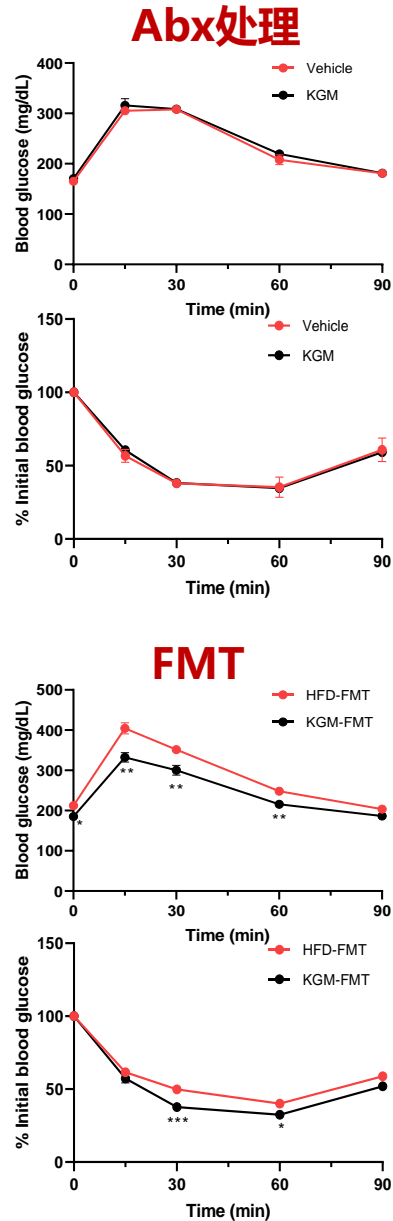 Abx处理
Blood glucose (mg/dL)
400
300
200
100
0
Vehicle
KGM
0 30 60 90
Time (min)
% Initial blood glucose
150
100
50
0
Vehicle
KGM
0 30 60 90
Time (min)
FMT
Blood glucose (mg/dL)
500
400
300
200
100
0
HFD-FMT
KGM-FMT
*
**
**
**
0 30 60 90
Time (min)
% Initial blood glucose
150
100
50
0
HFD-FMT
KGM-FMT
***
*
0 30 60 90
Time (min)